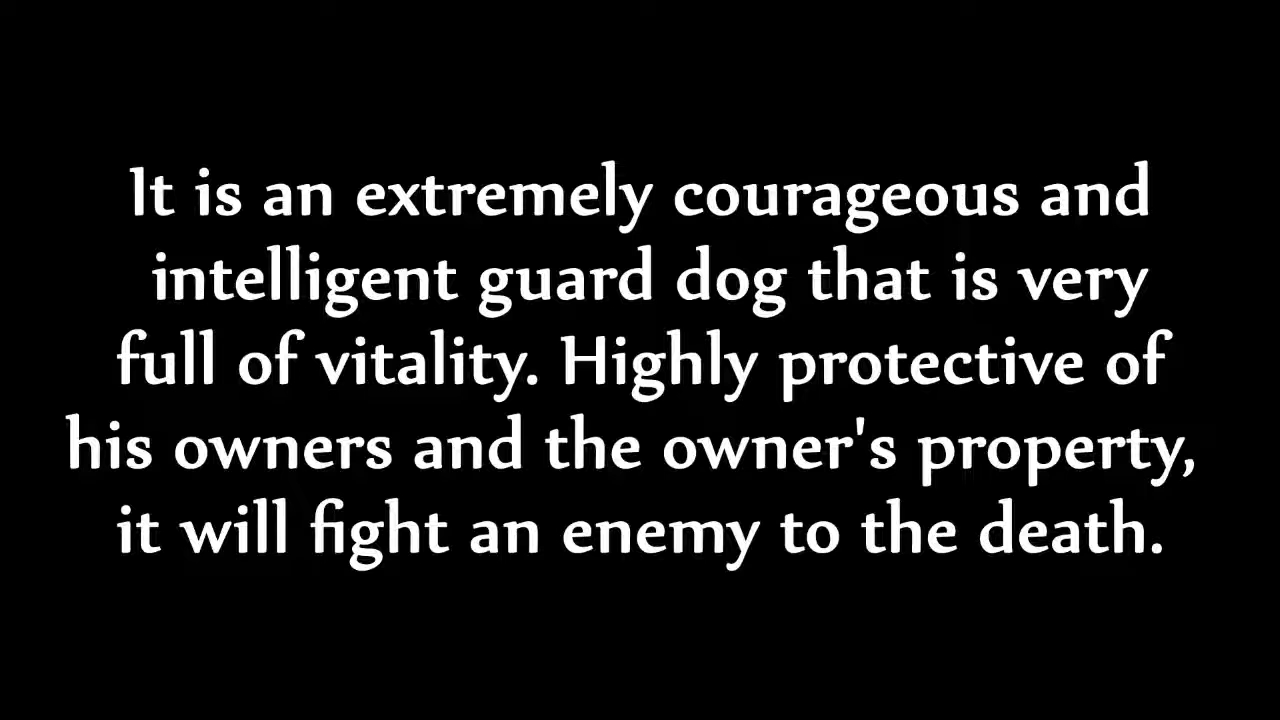 It is an extremely courageous and
intelligent guard dog that is very
full of vitality. Highly protective of
his owners and the owner's property,
it will fight an enemy to the death.